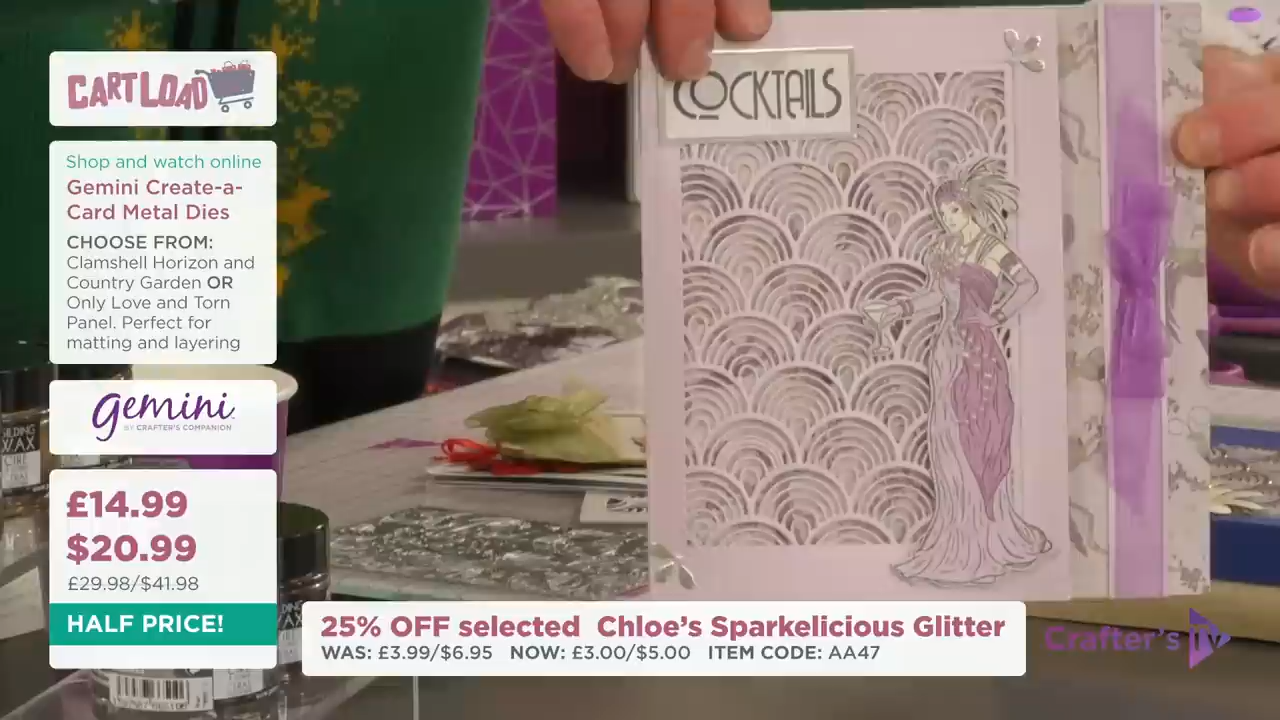 CARTLOAD
Shop and watch online
Gemini Create-a-
Card Metal Dies
CHOOSE FROM:
Clamshell Horizon and
Country Garden OR
Only Love and Torn
Panel. Perfect for
matting and layering
gemini
BY CRAFTER'S COMPANION
£14.99
$20.99
£29.98/$41.98
HALF PRICE!
COCKTAILS
25% OFF selected Chloe's Sparkelicious Glitter
WAS: £3.99/$6.95 NOW: £3.00/$5.00 ITEM CODE: AA47
Crafter's TV
WAX